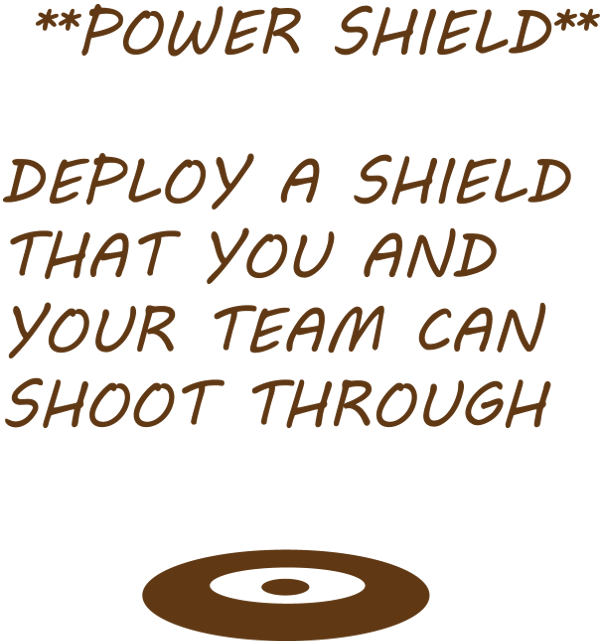 **POWER SHIELD**
DEPLOY A SHIELD
THAT YOU AND
YOUR TEAM CAN
SHOOT THROUGH